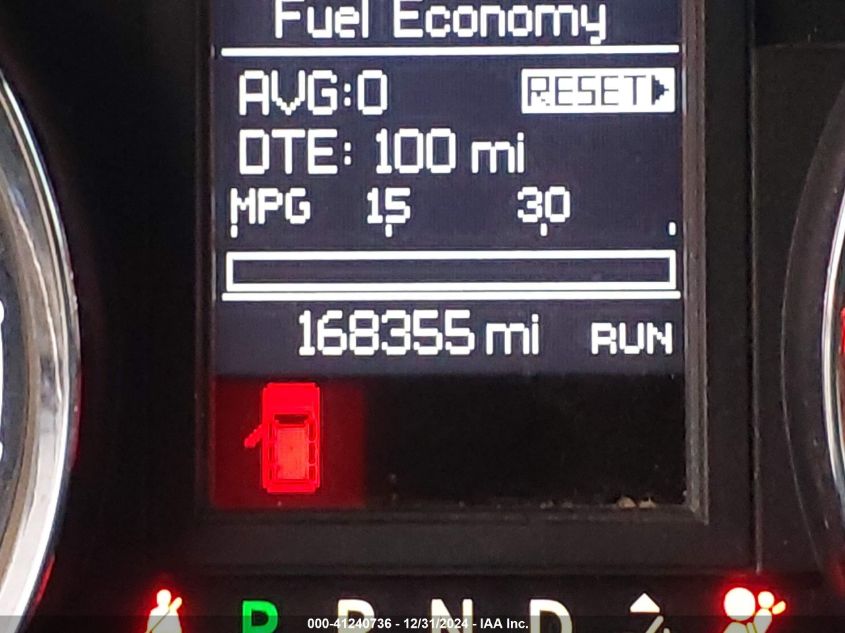 Fuel Economy
AVG:0 RESET
DTE: 100 mi
MPG 15 30
168355 mi RUN
P R N D
000-41240736 - 12/31/2024 - IAA Inc.